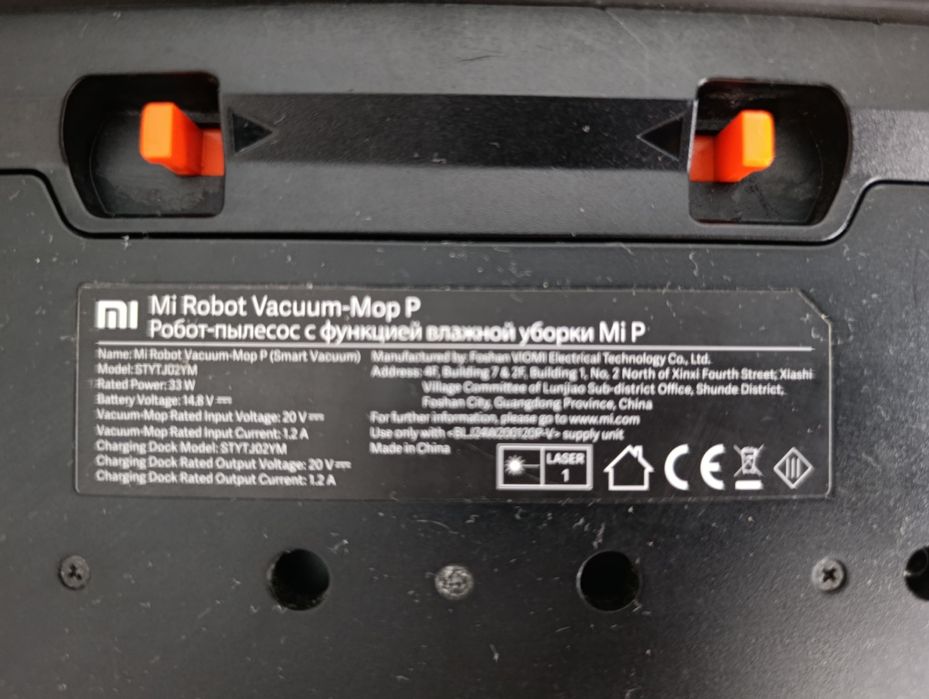 mi Mi Robot Vacuum-Mop P
Робот-пылесос с функцией влажной уборки Mi P
Name: Mi Robot Vacuum-Mop P (Smart Vacuum)
Model: STYTJ02YM
Rated Power: 33 W
Battery Voltage: 14.8 V ⎓
Vacuum-Mop Rated Input Voltage: 20 V ⎓
Vacuum-Mop Rated Input Current: 1.2 A
Charging Dock Model: STYTJ02YM
Charging Dock Rated Output Voltage: 20 V ⎓
Charging Dock Rated Output Current: 1.2 A
Manufactured by: Foshan VIOMI Electrical Technology Co., Ltd.
Address: 4F, Building 7 & 2F, Building 1, No. 2 North of Xinxi Fourth Street, Xiashi
Village Committee of Lunjiao Sub-district Office, Shunde District,
Foshan City, Guangdong Province, China
For further information, please go to www.mi.com
Use only with supply unit
Made in China
LASER
1
CE